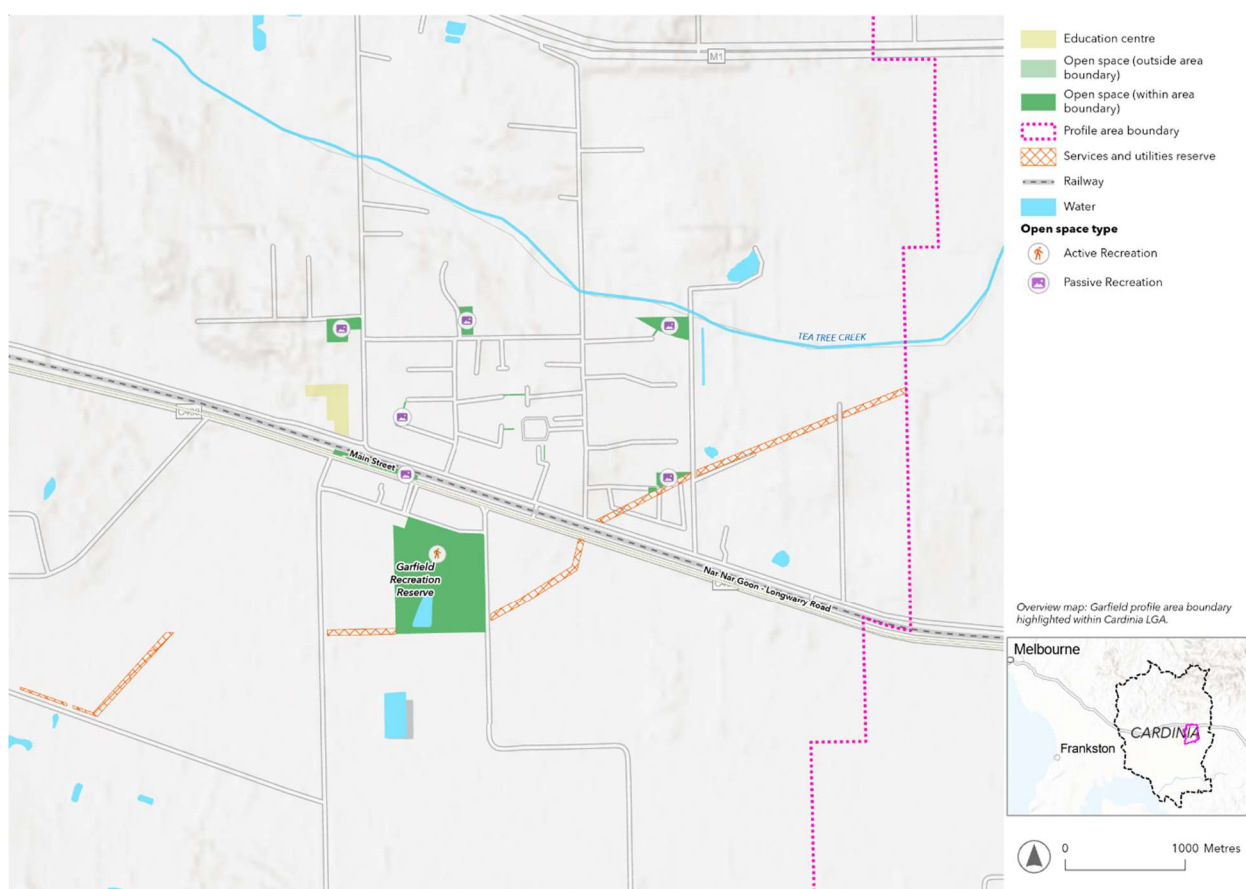 M1
TEA TREE CREEK
Main Street
Garfield
Recreation
Reserve
Nar Nar Goon - Longwarry Road
Education centre
Open space (outside area
boundary)
Open space (within area
boundary)
Profile area boundary
Services and utilities reserve
Railway
Water
Open space type
Active Recreation
Passive Recreation
Overview map: Garfield profile area boundary
highlighted within Cardinia LGA.
Melbourne
CARDINIA
Frankston
0 1000 Metres